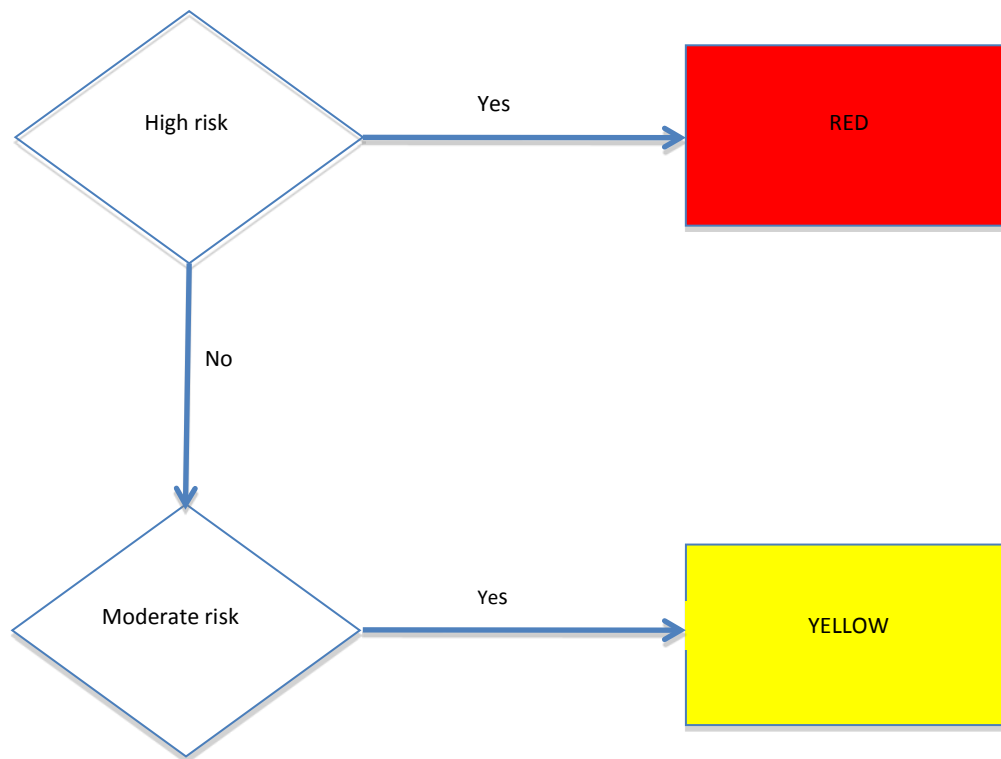 High risk
Yes
RED
No
Moderate risk
Yes
YELLOW